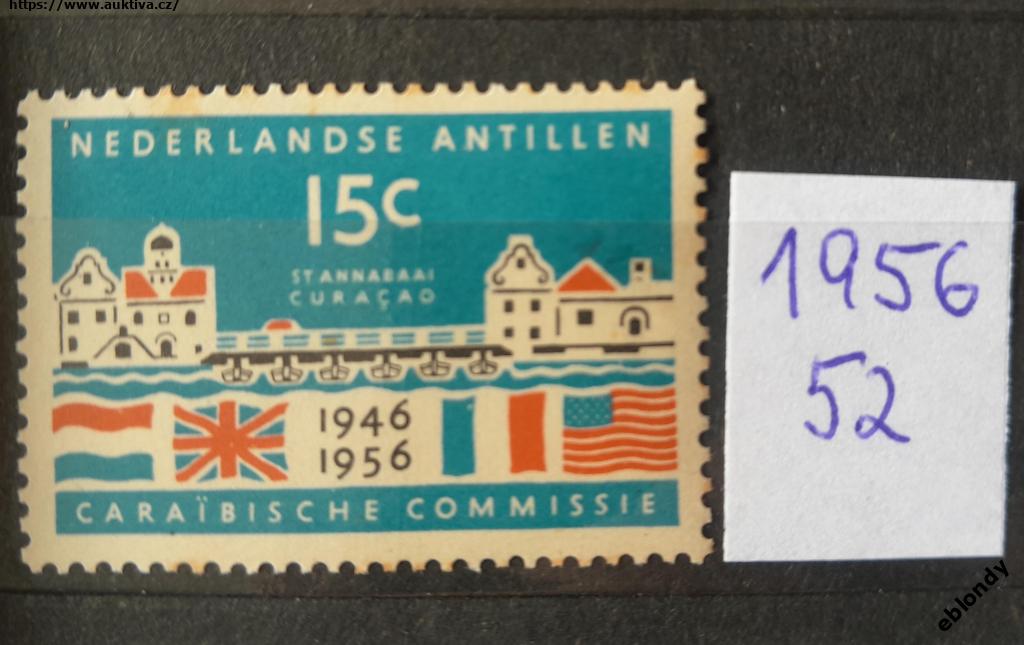 https://www.auktiva.cz/
NEDERLANDSE ANTILLEN
15C
ST ANNABAAI
CURAÇAO
1946
1956
CARAÏBISCHE COMMISSIE
1956
52
eblondy